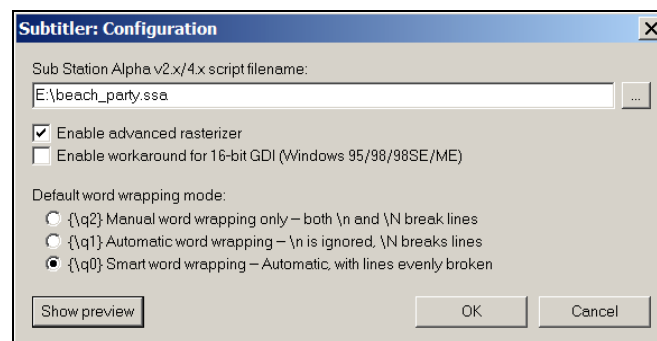 Subtitler: Configuration
Sub Station Alpha v2.x/4.x script filename:
E:\beach_party.ssa
...
Enable advanced rasterizer
Enable workaround for 16-bit GDI (Windows 95/98/98SE/ME)
Default word wrapping mode:
{\q2} Manual word wrapping only – both \n and \N break lines
{\q1} Automatic word wrapping – \n is ignored, \N breaks lines
{\q0} Smart word wrapping – Automatic, with lines evenly broken
Show preview OK Cancel